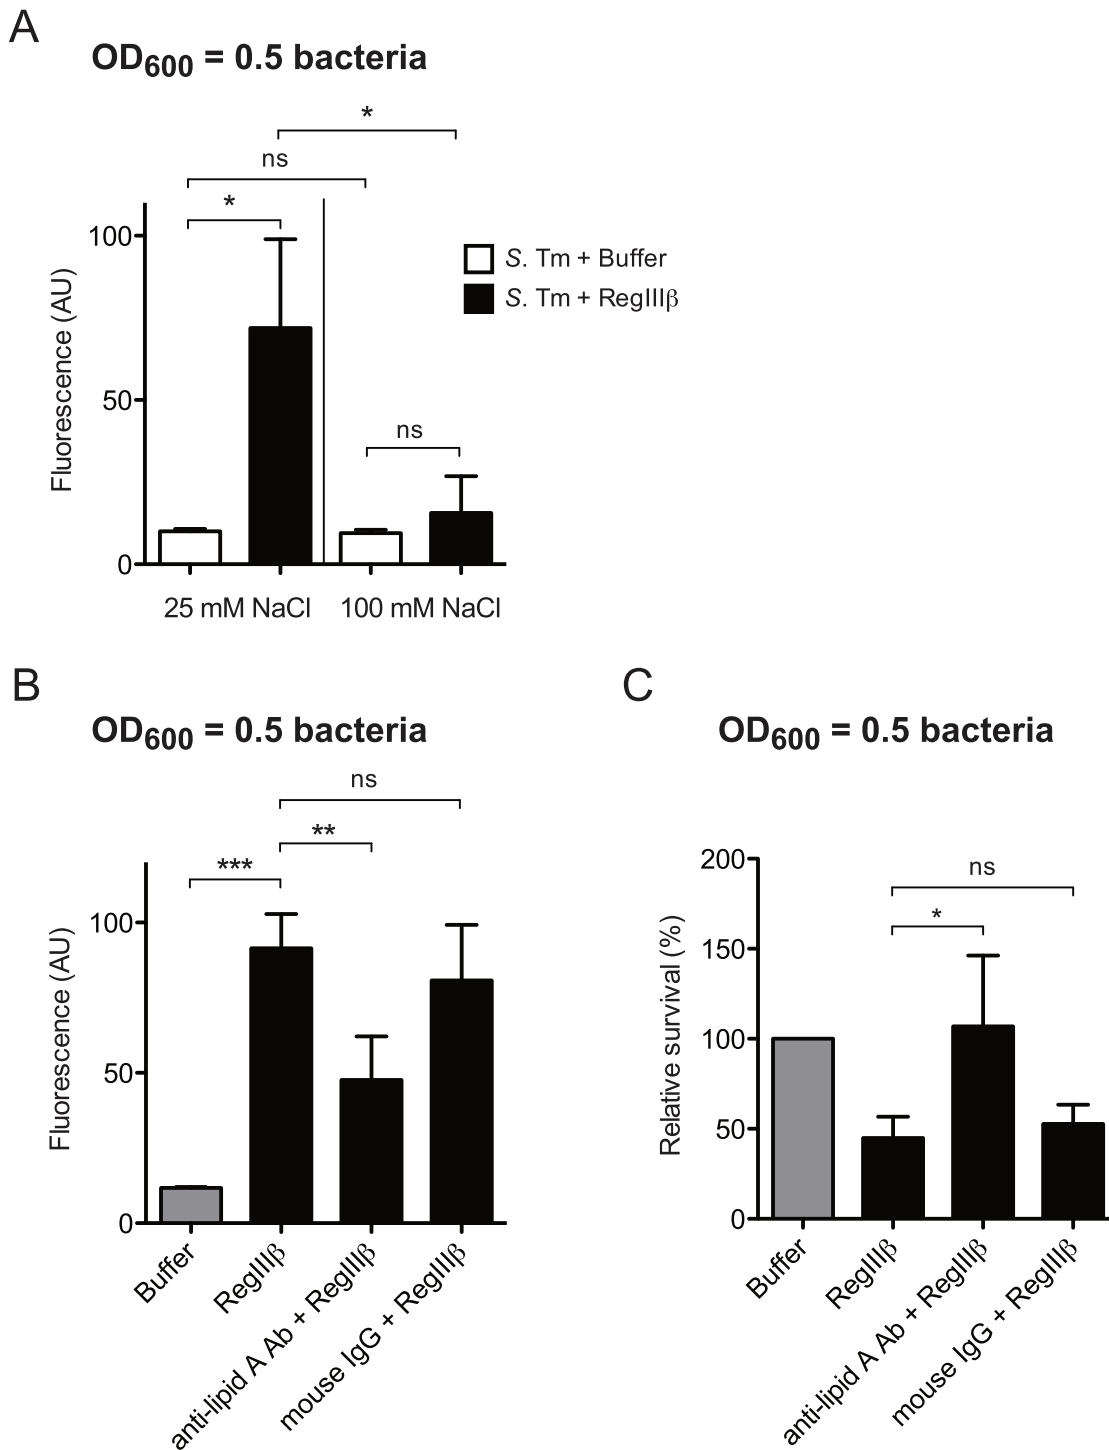 A
OD600 = 0.5 bacteria
*
ns
*
100
50
0
Fluorescence (AU)
S. Tm + Buffer
S. Tm + RegIIIβ
ns
25 mM NaCl
100 mM NaCl
B
OD600 = 0.5 bacteria
ns
**
***
100
50
0
Fluorescence (AU)
Buffer
RegIIIβ
anti-lipid A Ab + RegIIIβ
mouse IgG + RegIIIβ
C
OD600 = 0.5 bacteria
ns
*
200
150
100
50
0
Relative survival (%)
Buffer
RegIIIβ
anti-lipid A Ab + RegIIIβ
mouse IgG + RegIIIβ